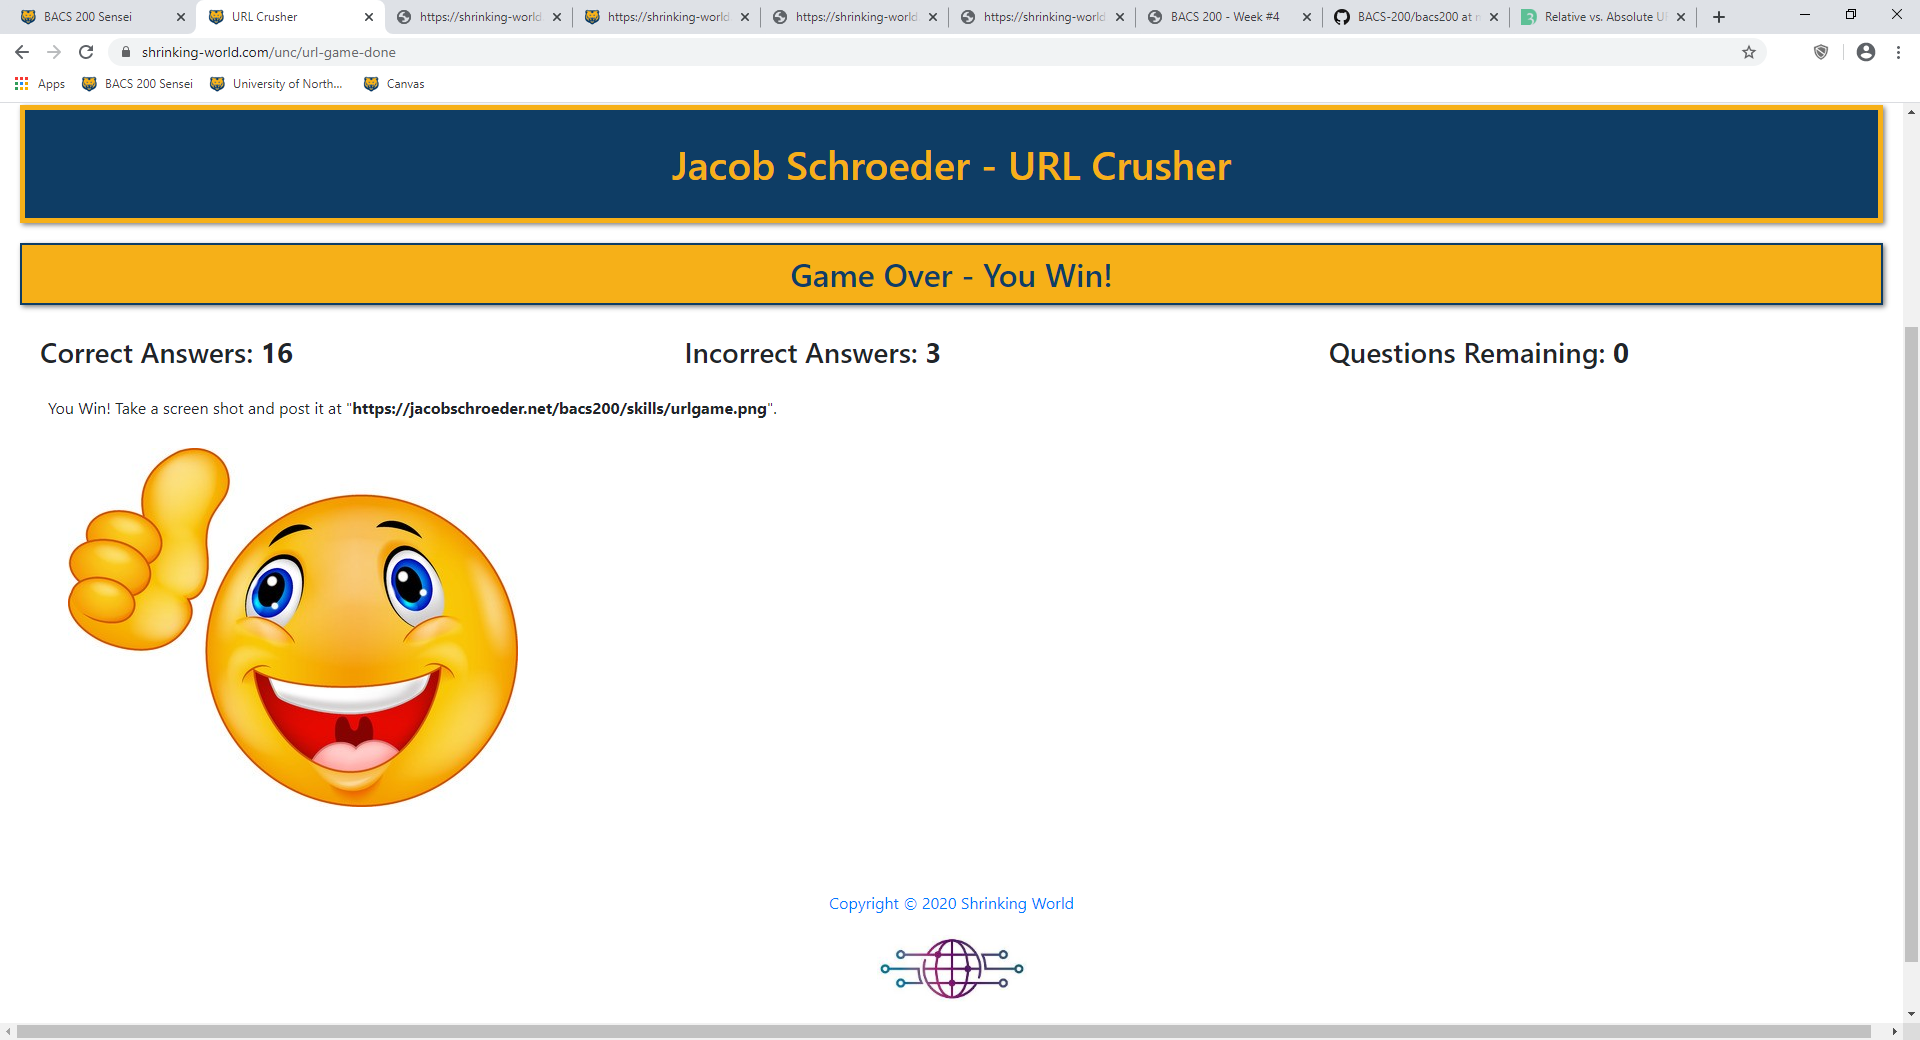 BACS 200 Sensei
URL Crusher
https://shrinking-world.
https://shrinking-world.
https://shrinking-world.
https://shrinking-world.
BACS 200 - Week #4
BACS-200/bacs200 at
Relative vs. Absolute
shrinking-world.com/unc/url-game-done
Apps
BACS 200 Sensei
University of North...
Canvas
Jacob Schroeder - URL Crusher
Game Over - You Win!
Correct Answers: 16
Incorrect Answers: 3
Questions Remaining: 0
You Win! Take a screen shot and post it at "https://jacobschroeder.net/bacs200/skills/urlgame.png".
Copyright © 2020 Shrinking World